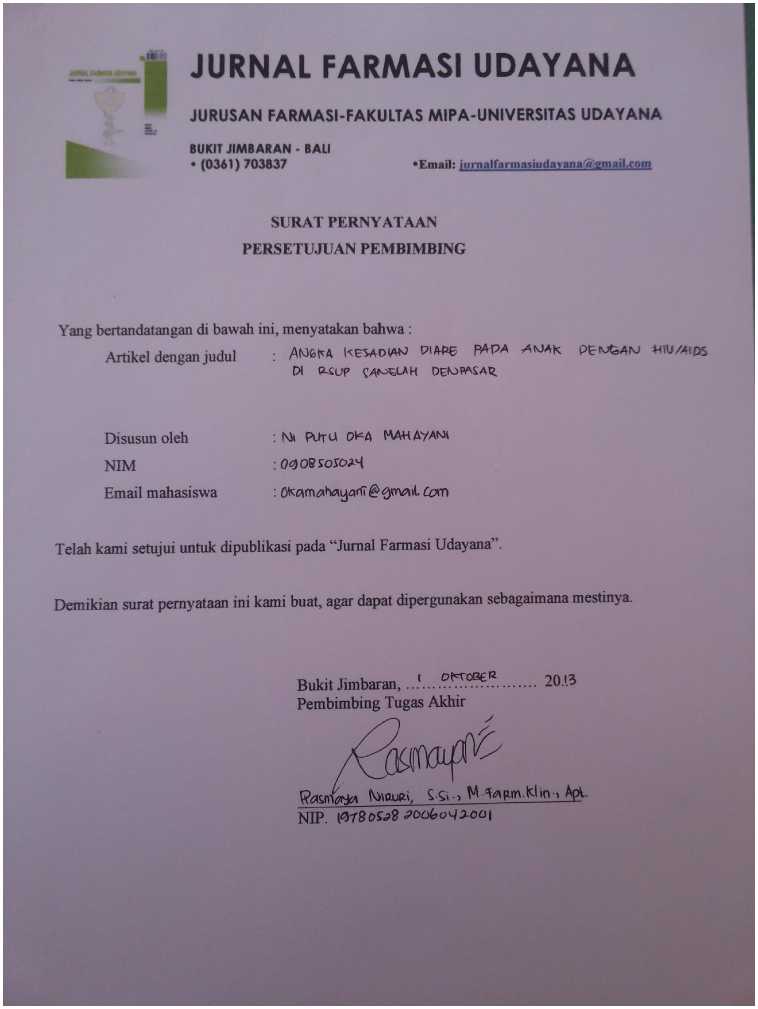 JURNAL FARMASI UDAYANA
JURUSAN FARMASI-FAKULTAS MIPA-UNIVERSITAS UDAYANA
BUKIT JIMBARAN - BALI
• (0361) 703837 •Email: jurnalfarmasiudayana@gmail.com
SURAT PERNYATAAN
PERSETUJUAN PEMBIMBING
Yang bertandatangan di bawah ini, menyatakan bahwa :
Artikel dengan judul : ANGKA KESADIAN DIARE PADA ANAK DENGAN HIV/AIDS
DI RSUP SANGLAH DENPASAR
Disusun oleh : NI PUTU OKA MAHAYANI
NIM : 0908505024
Email mahasiswa : okamahayani@gmail.com
Telah kami setujui untuk dipublikasi pada “Jurnal Farmasi Udayana”.
Demikian surat pernyataan ini kami buat, agar dapat dipergunakan sebagaimana mestinya.
Bukit Jimbaran, 1 OKTOBER 2013
Pembimbing Tugas Akhir
Rasmaya Niruri, S.Si., M.Farm.Klin., Apt.
NIP. 19780528 2006042001